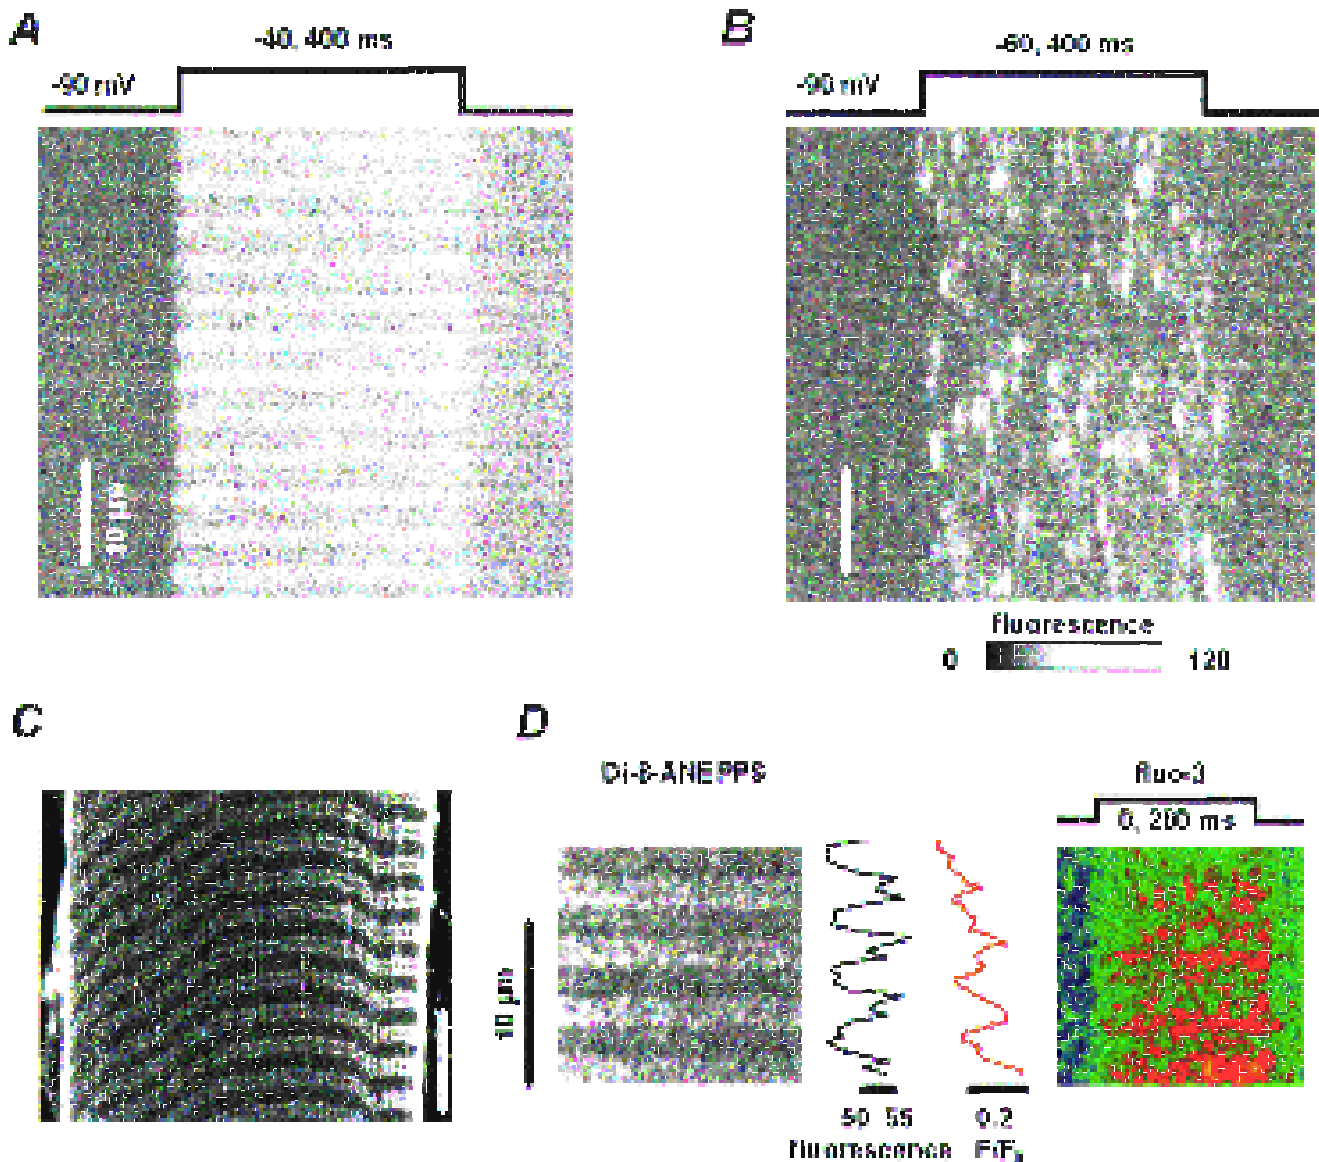 A
-40, 400 ms
-90 mV
10 µm
B
-60, 400 ms
-90 mV
fluorescence
0 120
C
D
Di-8-ANEPPS
10 µm
50 55
fluorescence
0.2
F/F₀
fluo-3
0, 200 ms